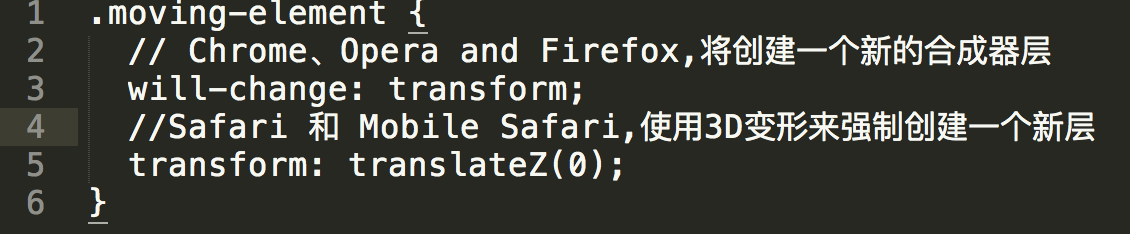 1 .moving-element {
2 // Chrome、Opera and Firefox,将创建一个新的合成器层
3 will-change: transform;
4 //Safari 和 Mobile Safari,使用3D变形来强制创建一个新层
5 transform: translateZ(0);
6 }